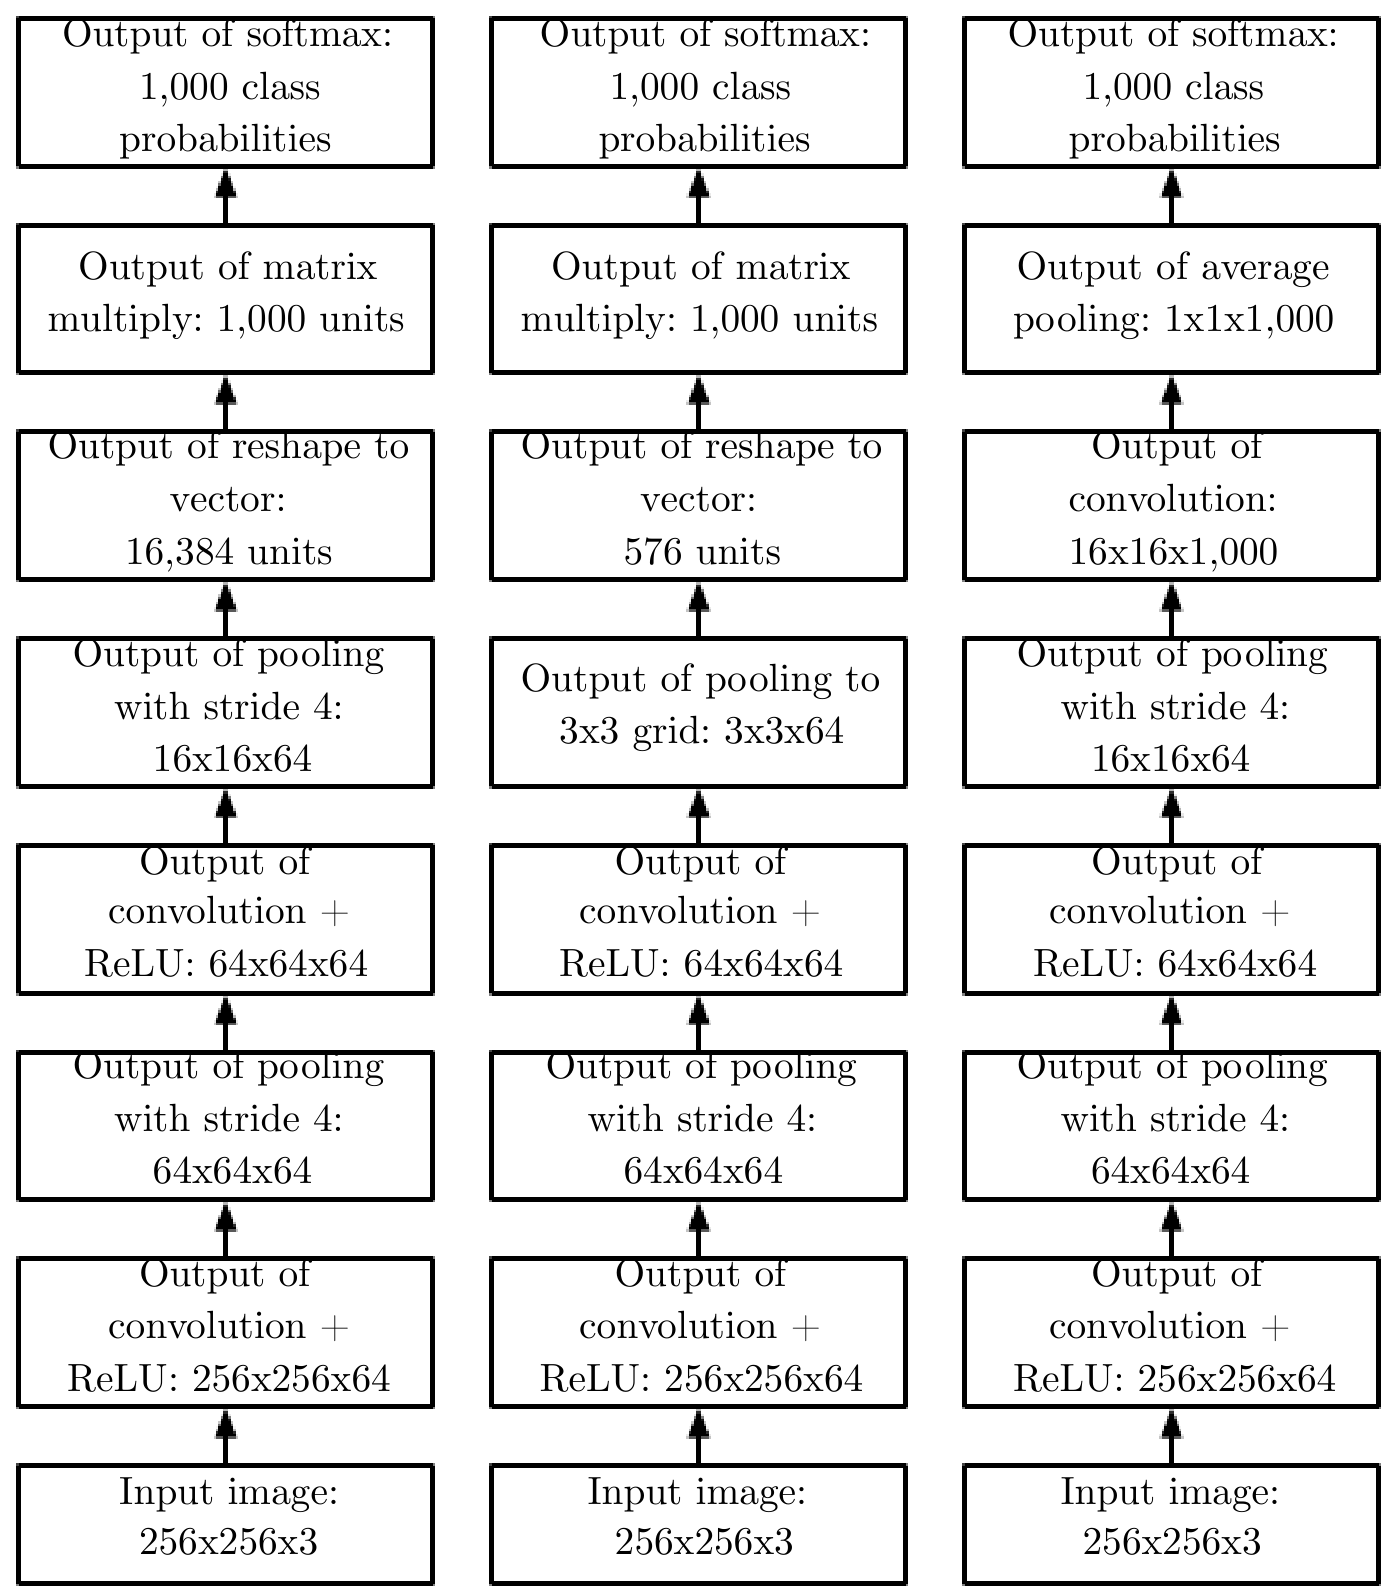 Output of softmax:
1,000 class
probabilities
Output of matrix
multiply: 1,000 units
Output of reshape to
vector:
16,384 units
Output of pooling
with stride 4:
16x16x64
Output of
convolution +
ReLU: 64x64x64
Output of pooling
with stride 4:
64x64x64
Output of
convolution +
ReLU: 256x256x64
Input image:
256x256x3
Output of softmax:
1,000 class
probabilities
Output of matrix
multiply: 1,000 units
Output of reshape to
vector:
576 units
Output of pooling to
3x3 grid: 3x3x64
Output of
convolution +
ReLU: 64x64x64
Output of pooling
with stride 4:
64x64x64
Output of
convolution +
ReLU: 256x256x64
Input image:
256x256x3
Output of softmax:
1,000 class
probabilities
Output of average
pooling: 1x1x1,000
Output of
convolution:
16x16x1,000
Output of pooling
with stride 4:
16x16x64
Output of
convolution +
ReLU: 64x64x64
Output of pooling
with stride 4:
64x64x64
Output of
convolution +
ReLU: 256x256x64
Input image:
256x256x3